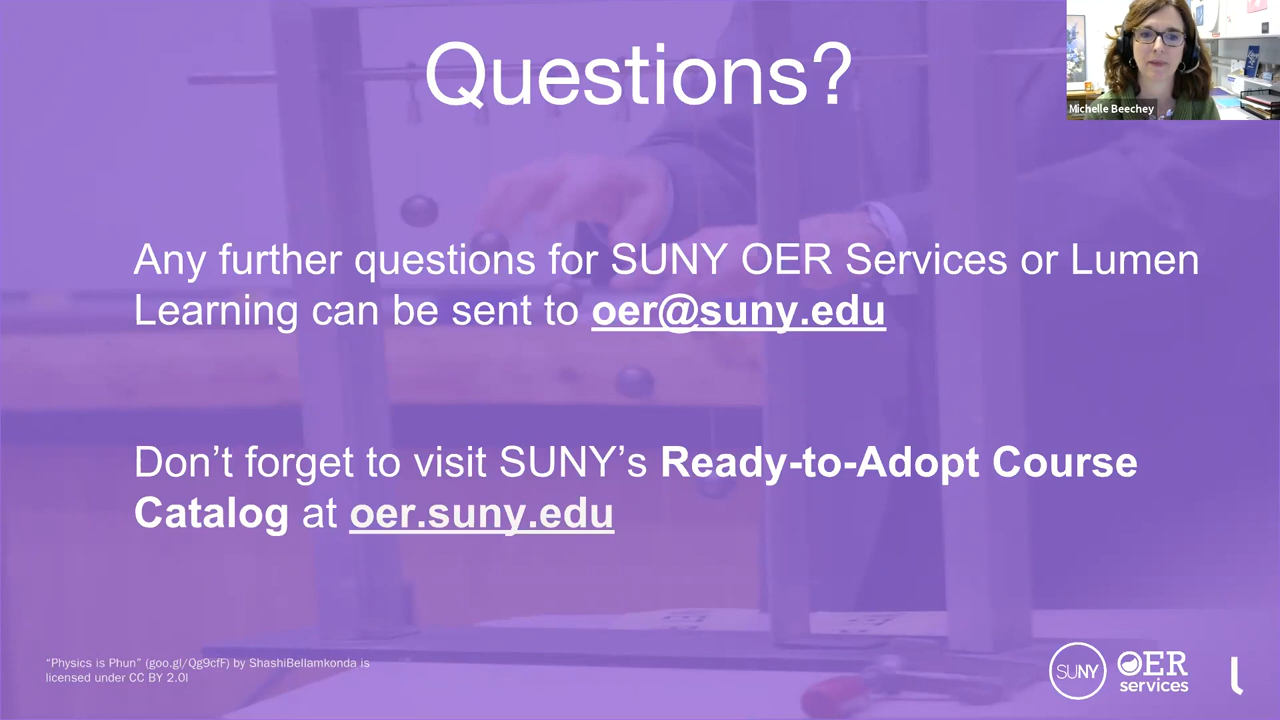 Questions?
Michelle Beechey
Any further questions for SUNY OER Services or Lumen
Learning can be sent to oer@suny.edu
Don’t forget to visit SUNY’s Ready-to-Adopt Course
Catalog at oer.suny.edu
“Physics is Phun” (goo.gl/Qg9cfF) by ShashiBellamkonda is
licensed under CC BY 2.0l
SUNY
OER
services